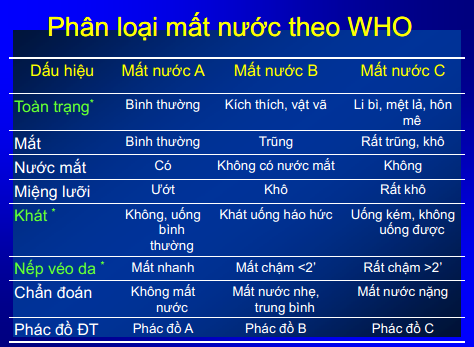 Phân loại mất nước theo WHO
Dấu hiệu Mất nước A Mất nước B Mất nước C
Toàn trạng* Bình thường Kích thích, vật vã Li bì, mệt lả, hôn
mê
Mắt Bình thường Trũng Rất trũng, khô
Nước mắt Có Không có nước mắt Không
Miệng lưỡi Ướt Khô Rất khô
Khát * Không, uống Khát uống háo hức Uống kém, không
bình uống được
thường
Nếp véo da * Mất nhanh Mất chậm <2' Rất chậm >2'
Chẩn đoán Không mất Mất nước nhẹ, Mất nước nặng
nước trung bình
Phác đồ ĐT Phác đồ A Phác đồ B Phác đồ C